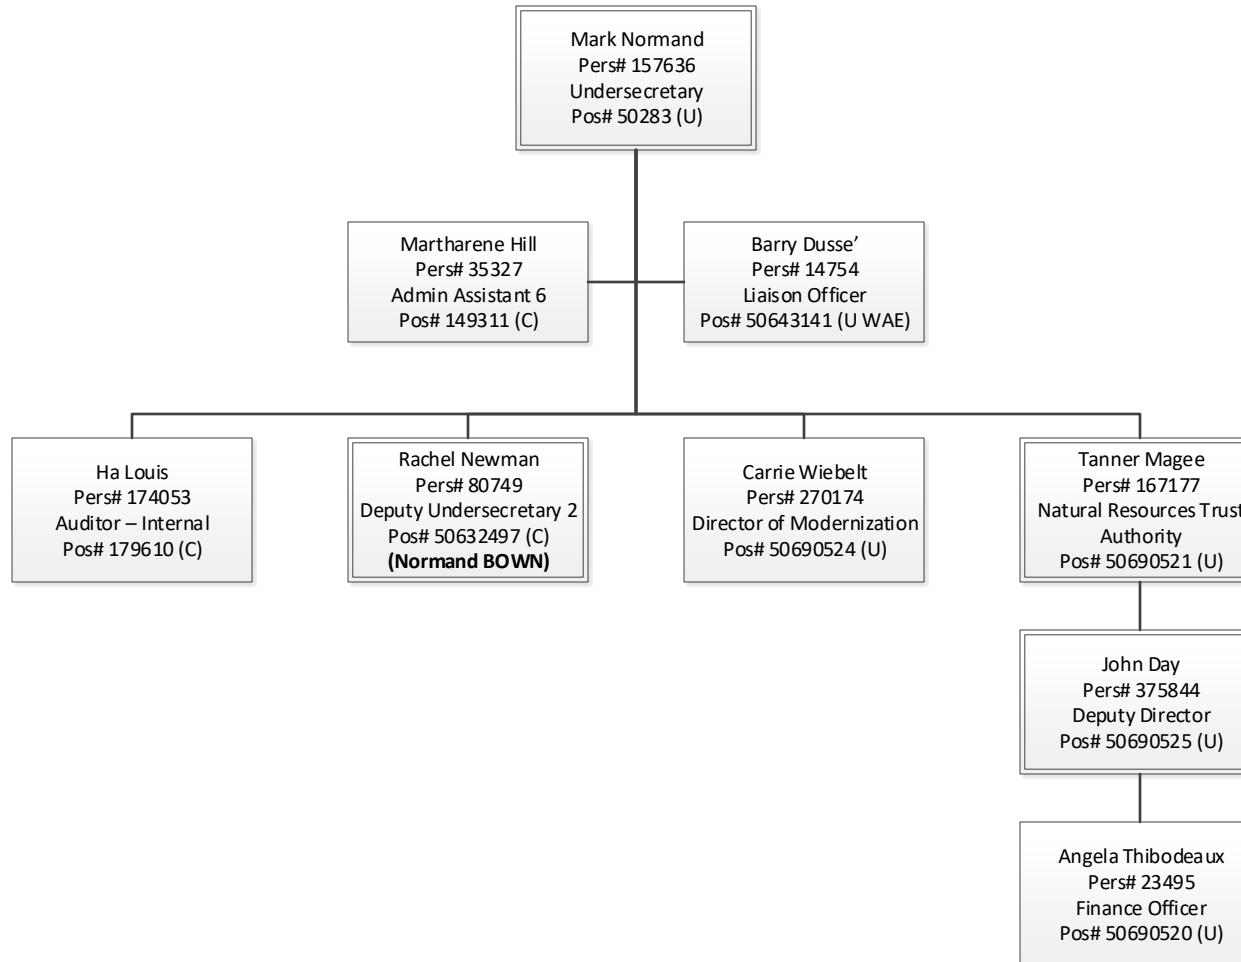 Mark Normand
Pers# 157636
Undersecretary
Pos# 50283 (U)
Martharene Hill
Pers# 35327
Admin Assistant 6
Pos# 149311 (C)
Barry Dusse’
Pers# 14754
Liaison Officer
Pos# 50643141 (U WAE)
Ha Louis
Pers# 174053
Auditor – Internal
Pos# 179610 (C)
Rachel Newman
Pers# 80749
Deputy Undersecretary 2
Pos# 50632497 (C)
(Normand BOWN)
Carrie Wiebelt
Pers# 270174
Director of Modernization
Pos# 50690524 (U)
Tanner Magee
Pers# 167177
Natural Resources Trust
Authority
Pos# 50690521 (U)
John Day
Pers# 375844
Deputy Director
Pos# 50690525 (U)
Angela Thibodeaux
Pers# 23495
Finance Officer
Pos# 50690520 (U)